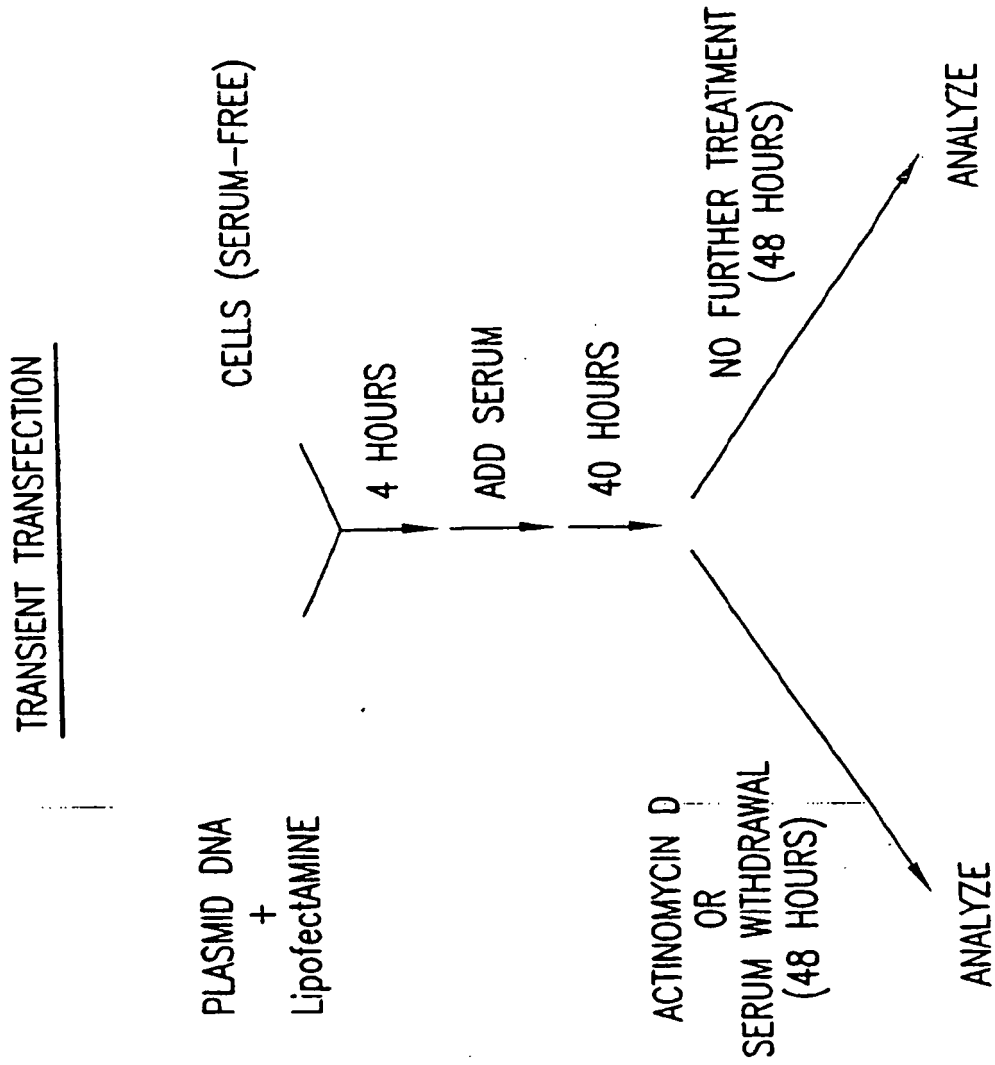 TRANSIENT TRANSFECTION
PLASMID DNA
+
LipofectAMINE
CELLS (SERUM-FREE)
4 HOURS
ADD SERUM
40 HOURS
ACTINOMYCIN D
OR
SERUM WITHDRAWAL
(48 HOURS)
NO FURTHER TREATMENT
(48 HOURS)
ANALYZE
ANALYZE